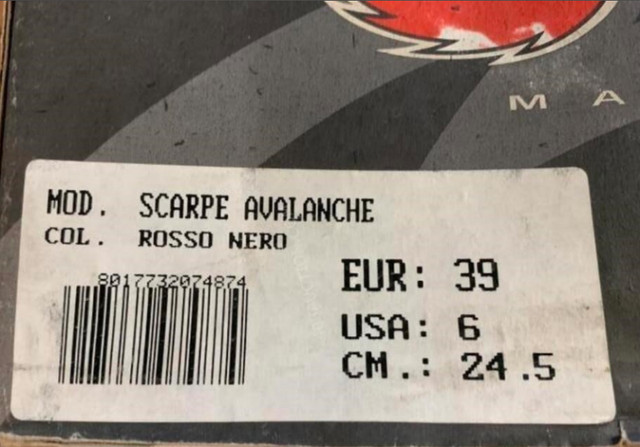 M A
MOD. SCARPE AVALANCHE
COL. ROSSO NERO
8017732074874
EUR: 39
USA: 6
CM.: 24.5